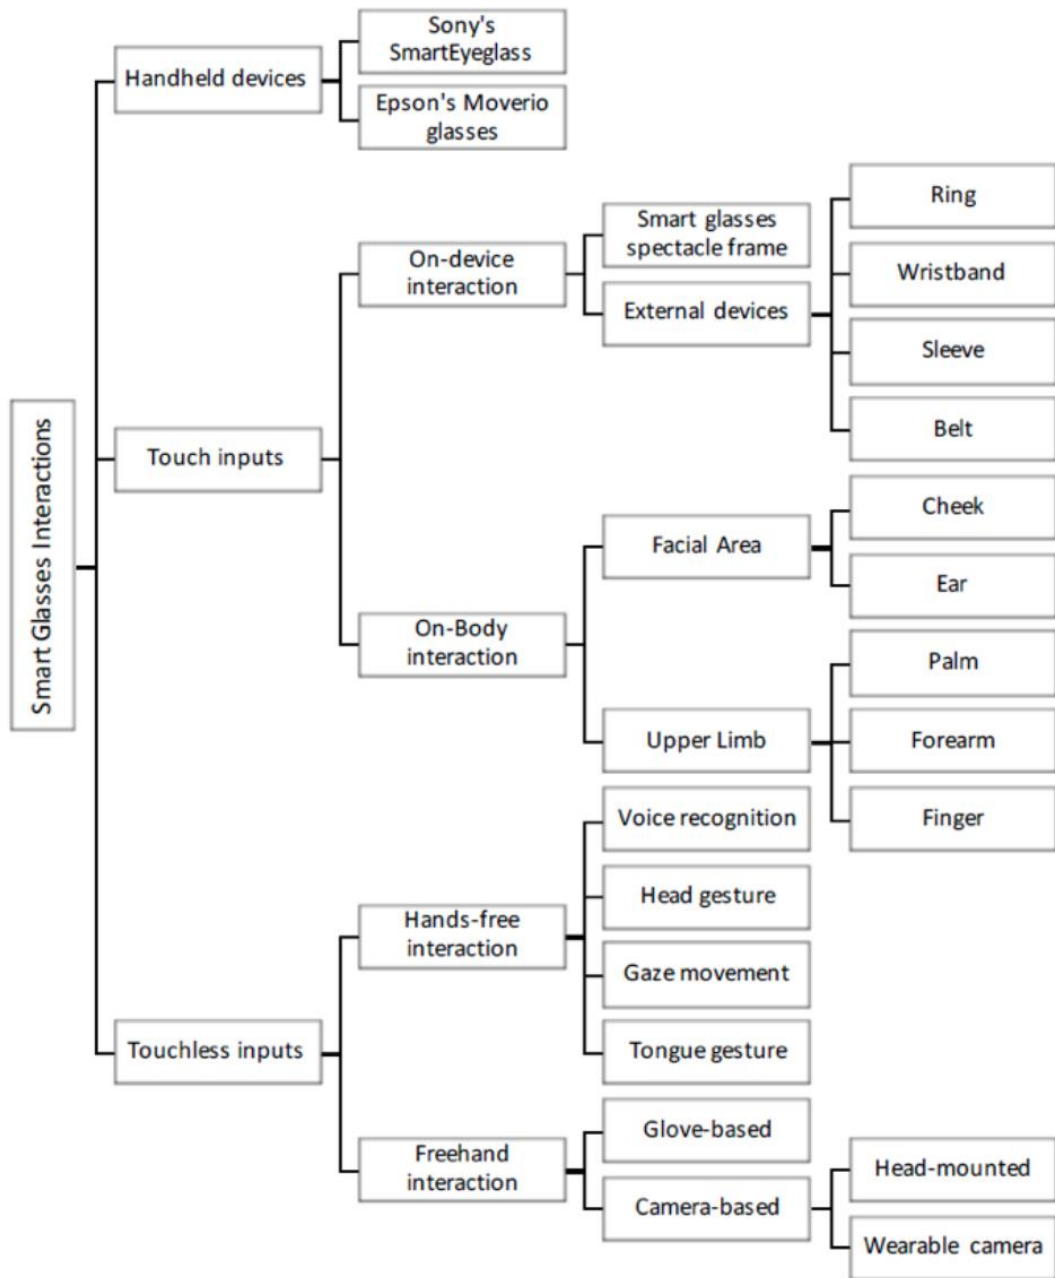 Smart Glasses Interactions
Handheld devices
Sony's
SmartEyeglass
Epson's Moverio
glasses
Touch inputs
On-device
interaction
Smart glasses
spectacle frame
External devices
Ring
Wristband
Sleeve
Belt
On-Body
interaction
Facial Area
Cheek
Ear
Upper Limb
Palm
Forearm
Finger
Touchless inputs
Hands-free
interaction
Voice recognition
Head gesture
Gaze movement
Tongue gesture
Freehand
interaction
Glove-based
Camera-based
Head-mounted
Wearable camera